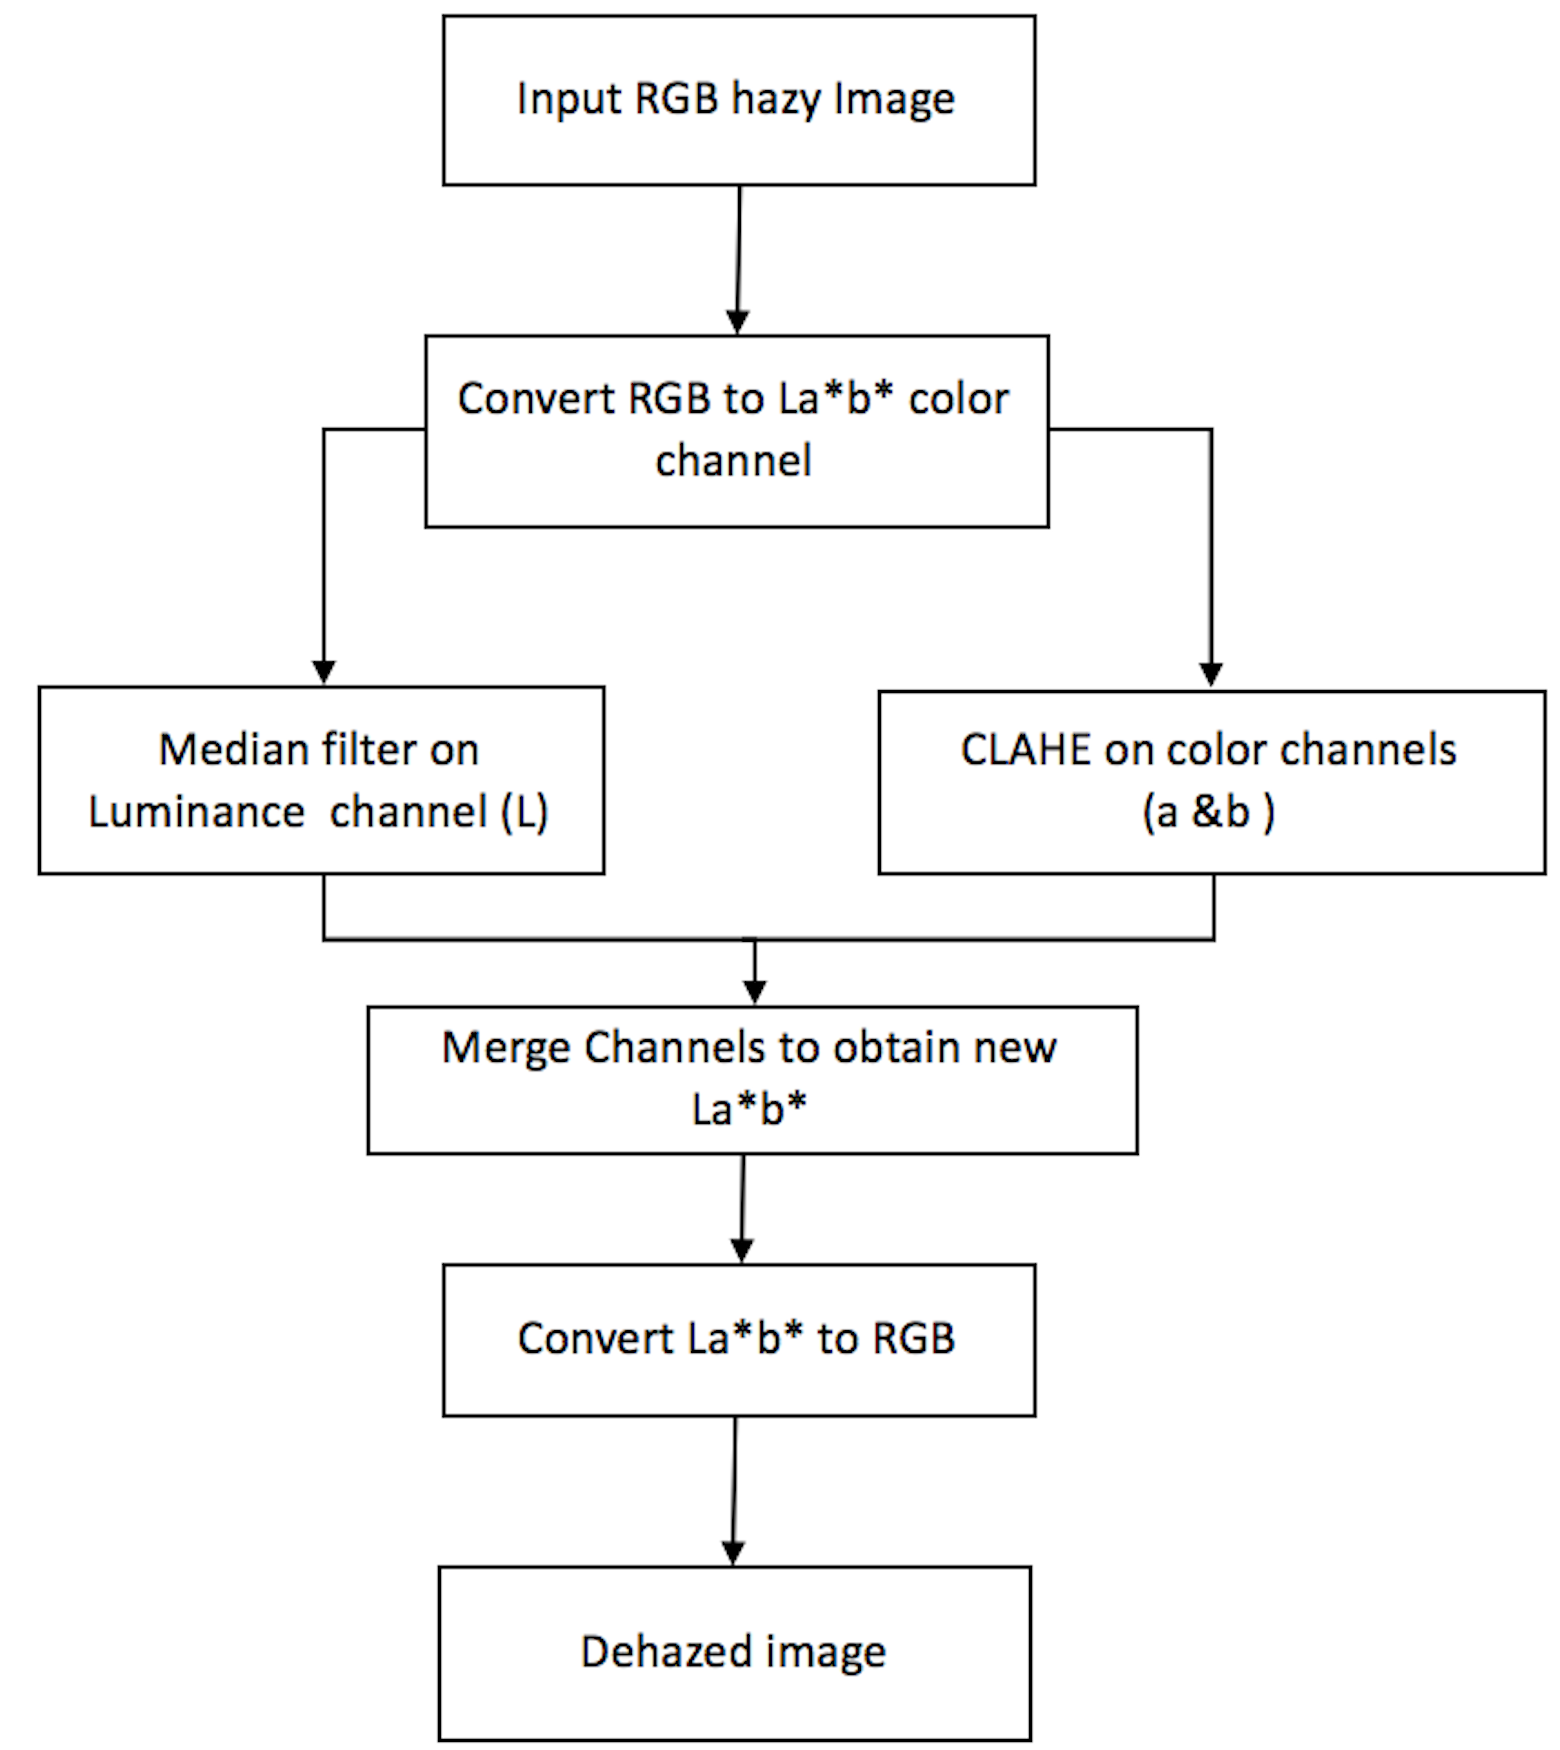 Input RGB hazy Image
Convert RGB to La*b* color
channel
Median filter on
Luminance  channel (L)
CLAHE on color channels
(a &b )
Merge Channels to obtain new
La*b*
Convert La*b* to RGB
Dehazed image